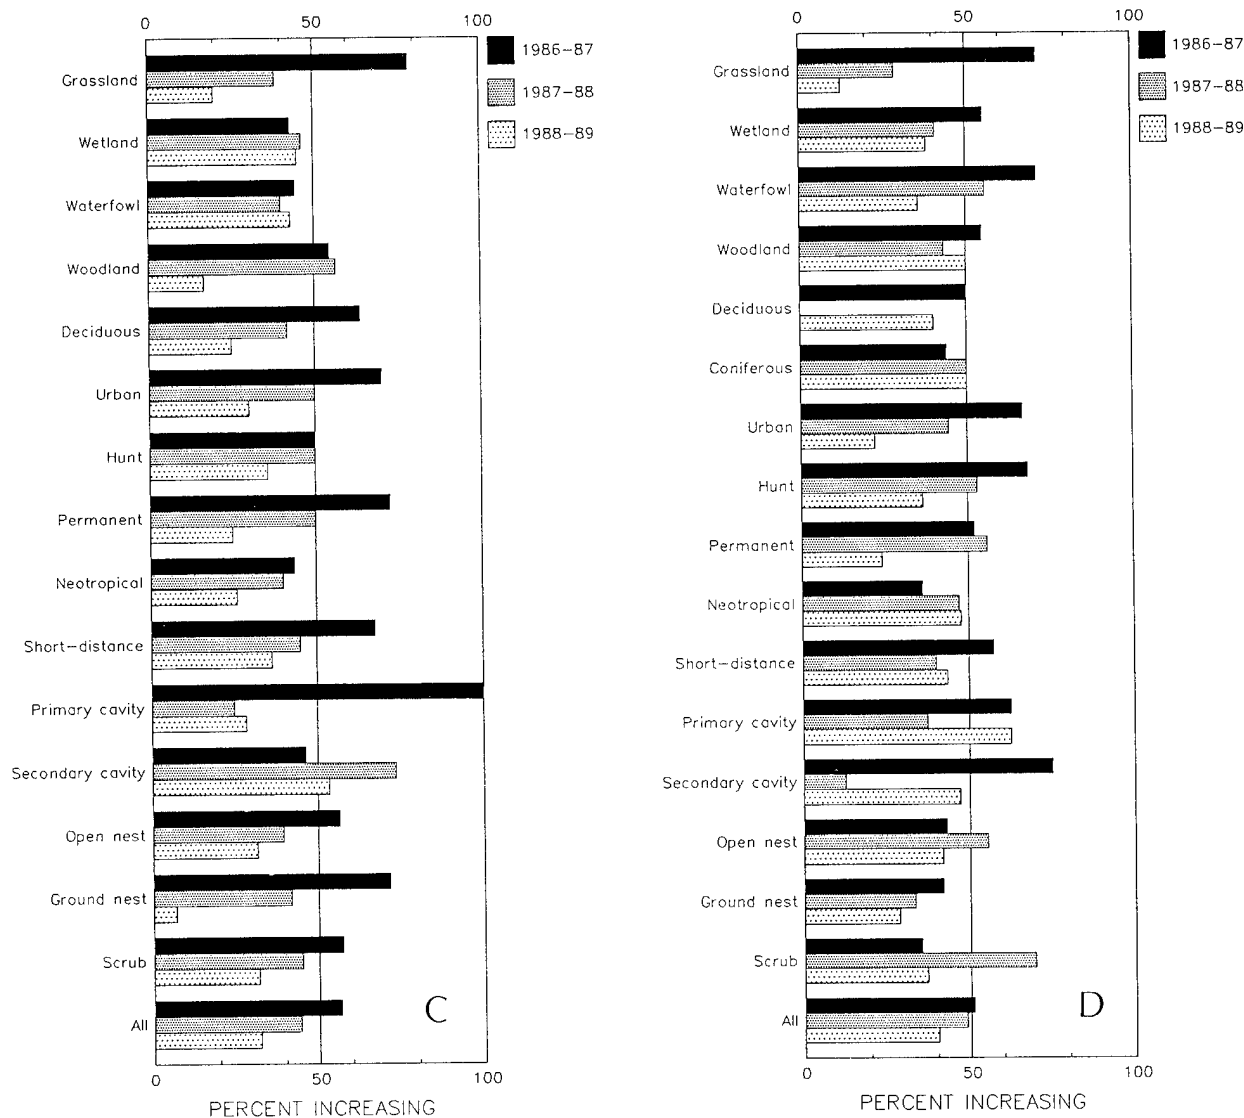 0 50 100
1986-87
1987-88
1988-89
Grassland
Wetland
Waterfowl
Woodland
Deciduous
Urban
Hunt
Permanent
Neotropical
Short-distance
Primary cavity
Secondary cavity
Open nest
Ground nest
Scrub
All
C
0 50 100
PERCENT INCREASING
0 50 100
1986-87
1987-88
1988-89
Grassland
Wetland
Waterfowl
Woodland
Deciduous
Coniferous
Urban
Hunt
Permanent
Neotropical
Short-distance
Primary cavity
Secondary cavity
Open nest
Ground nest
Scrub
All
D
0 50 100
PERCENT INCREASING